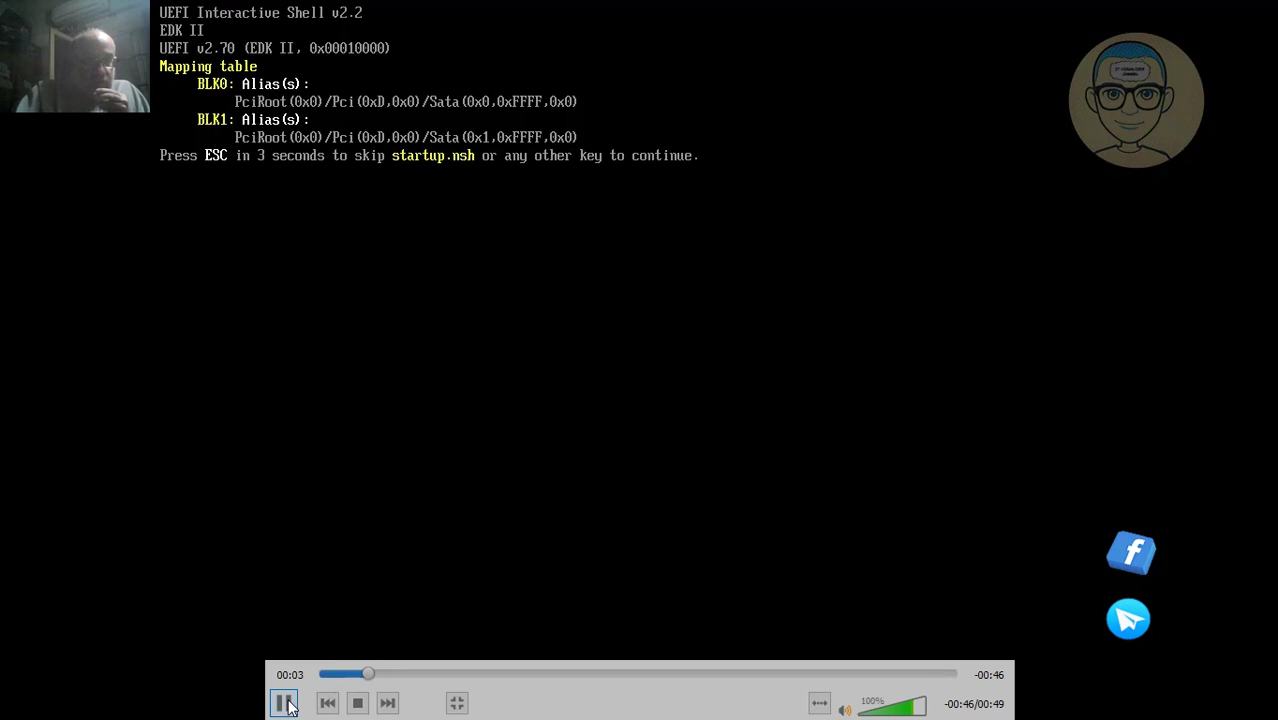 UEFI Interactive Shell v2.2
EDK II
UEFI v2.70 (EDK II, 0x00010000)
Mapping table
BLK0: Alias(s):
PciRoot(0x0)/Pci(0xD,0x0)/Sata(0x0,0xFFFF,0x0)
BLK1: Alias(s):
PciRoot(0x0)/Pci(0xD,0x0)/Sata(0x1,0xFFFF,0x0)
Press ESC in 3 seconds to skip startup.nsh or any other key to continue.
00:03
-00:46
100%
-00:46/00:49